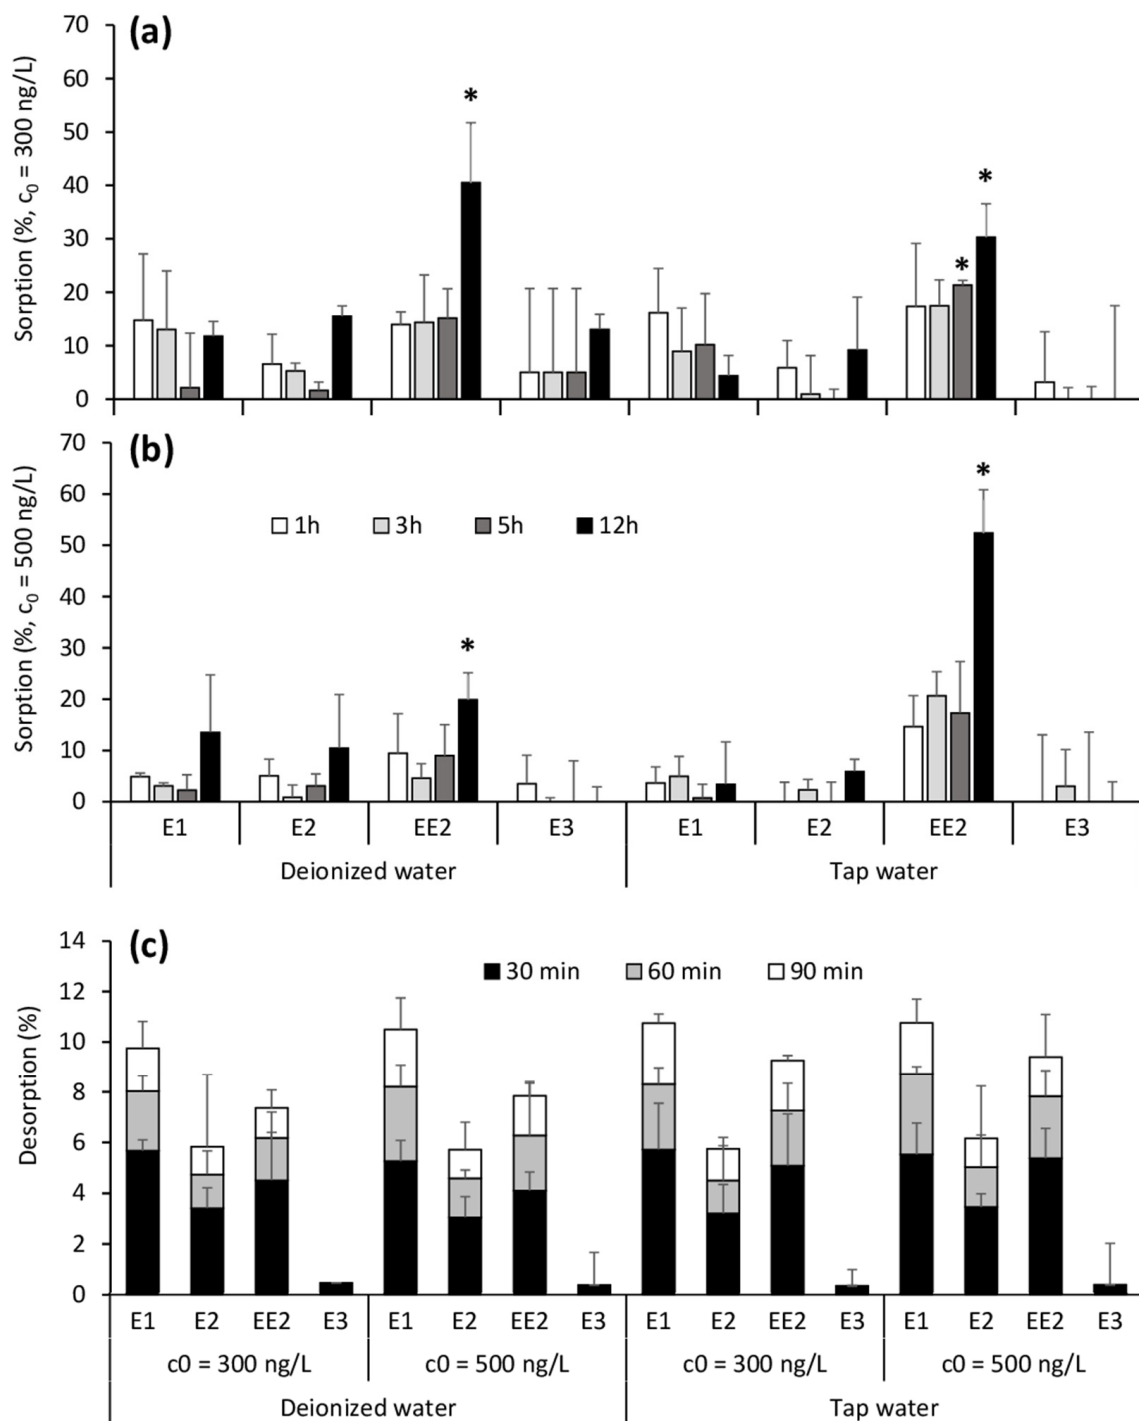 (a)
Sorption (%, c₀ = 300 ng/L)
70
60
50
40
30
20
10
0
*
*
*
(b)
Sorption (%, c₀ = 500 ng/L)
70
60
50
40
30
20
10
0
1h 3h 5h 12h
*
*
E1 E2 EE2 E3 E1 E2 EE2 E3
Deionized water Tap water
(c)
Desorption (%)
14
12
10
8
6
4
2
0
30 min 60 min 90 min
E1 E2 EE2 E3 E1 E2 EE2 E3 E1 E2 EE2 E3 E1 E2 EE2 E3
c0 = 300 ng/L c0 = 500 ng/L c0 = 300 ng/L c0 = 500 ng/L
Deionized water Tap water